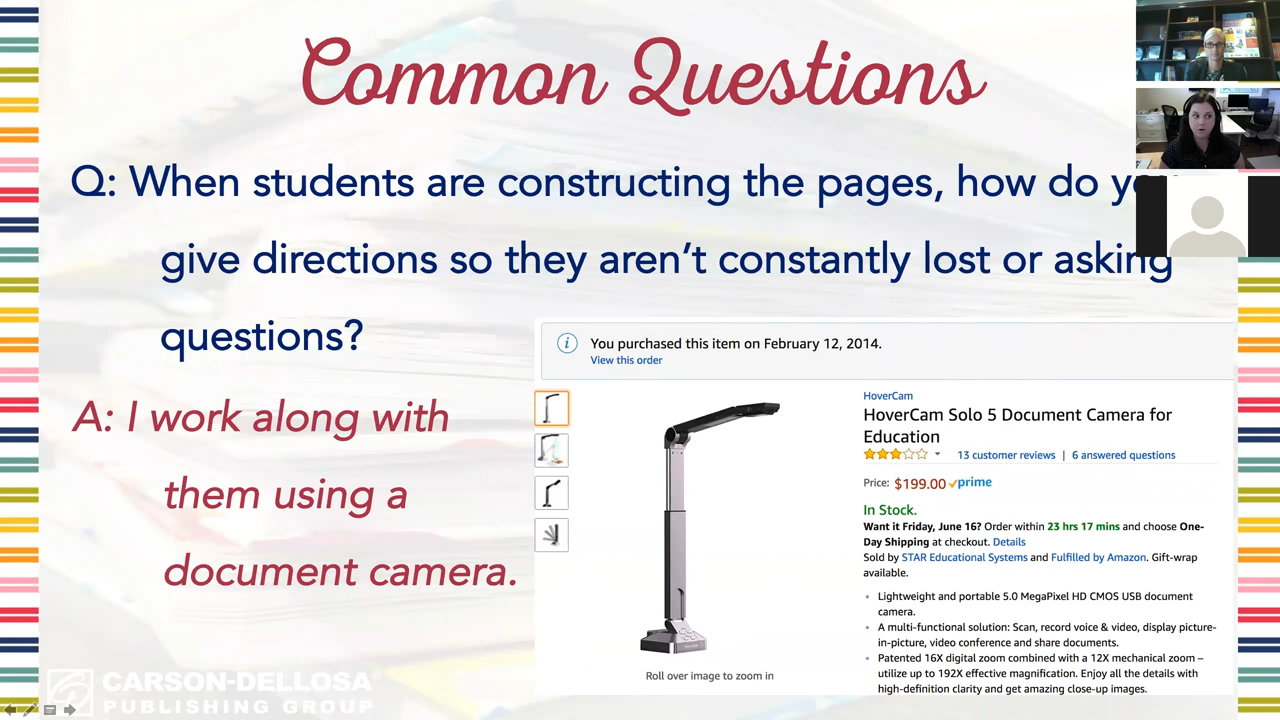 Common Questions
Q: When students are constructing the pages, how do you
give directions so they aren’t constantly lost or asking
questions?
A: I work along with
them using a
document camera.
You purchased this item on February 12, 2014.
View this order
HoverCam
HoverCam Solo 5 Document Camera for
Education
13 customer reviews | 6 answered questions
Price: $199.00 prime
In Stock.
Want it Friday, June 16? Order within 23 hrs 17 mins and choose One-
Day Shipping at checkout. Details
Sold by STAR Educational Systems and Fulfilled by Amazon. Gift-wrap
available.
Lightweight and portable 5.0 MegaPixel HD CMOS USB document
camera.
A multi-functional solution: Scan, record voice & video, display picture-
in-picture, video conference and share documents.
Patented 16X digital zoom combined with a 12X mechanical zoom –
utilize up to 192X effective magnification. Enjoy all the details with
high-definition clarity and get amazing close-up images.
Roll over image to zoom in
CARSON-DELLOSA®
PUBLISHING GROUP